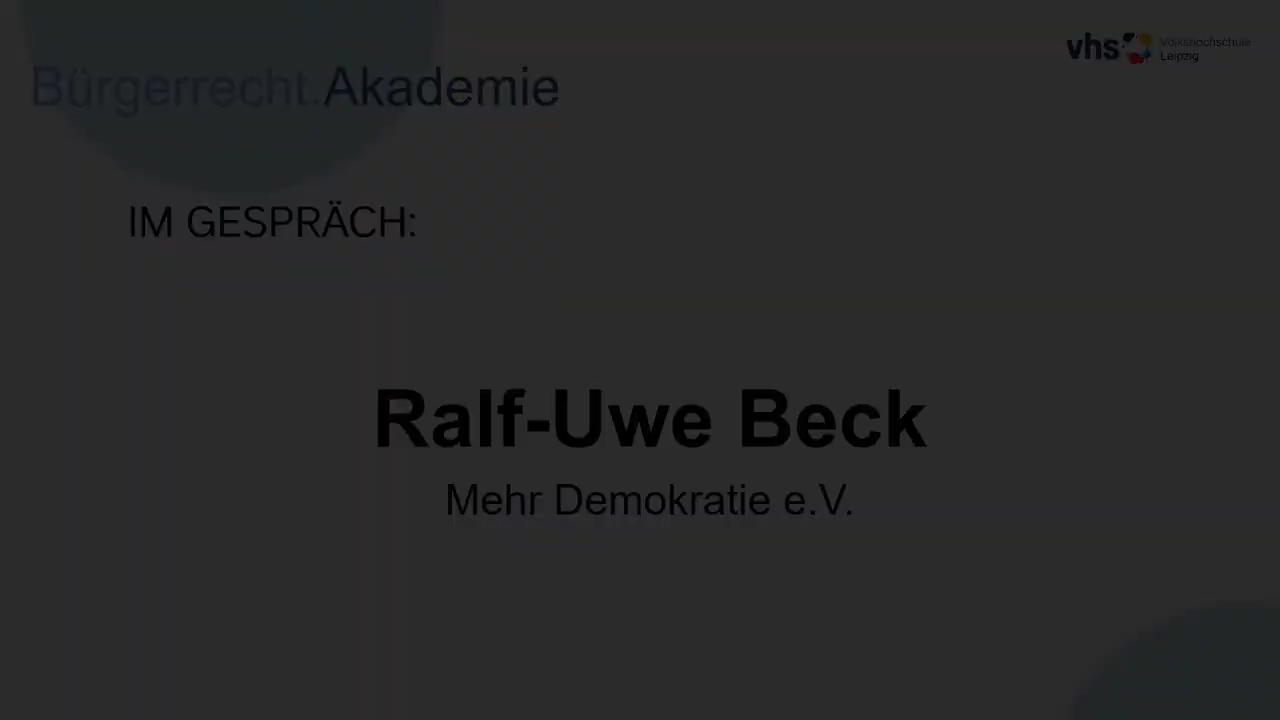 Bürgerrecht.Akademie
vhs Volkshochschule
Leipzig
IM GESPRÄCH:
Ralf-Uwe Beck
Mehr Demokratie e.V.